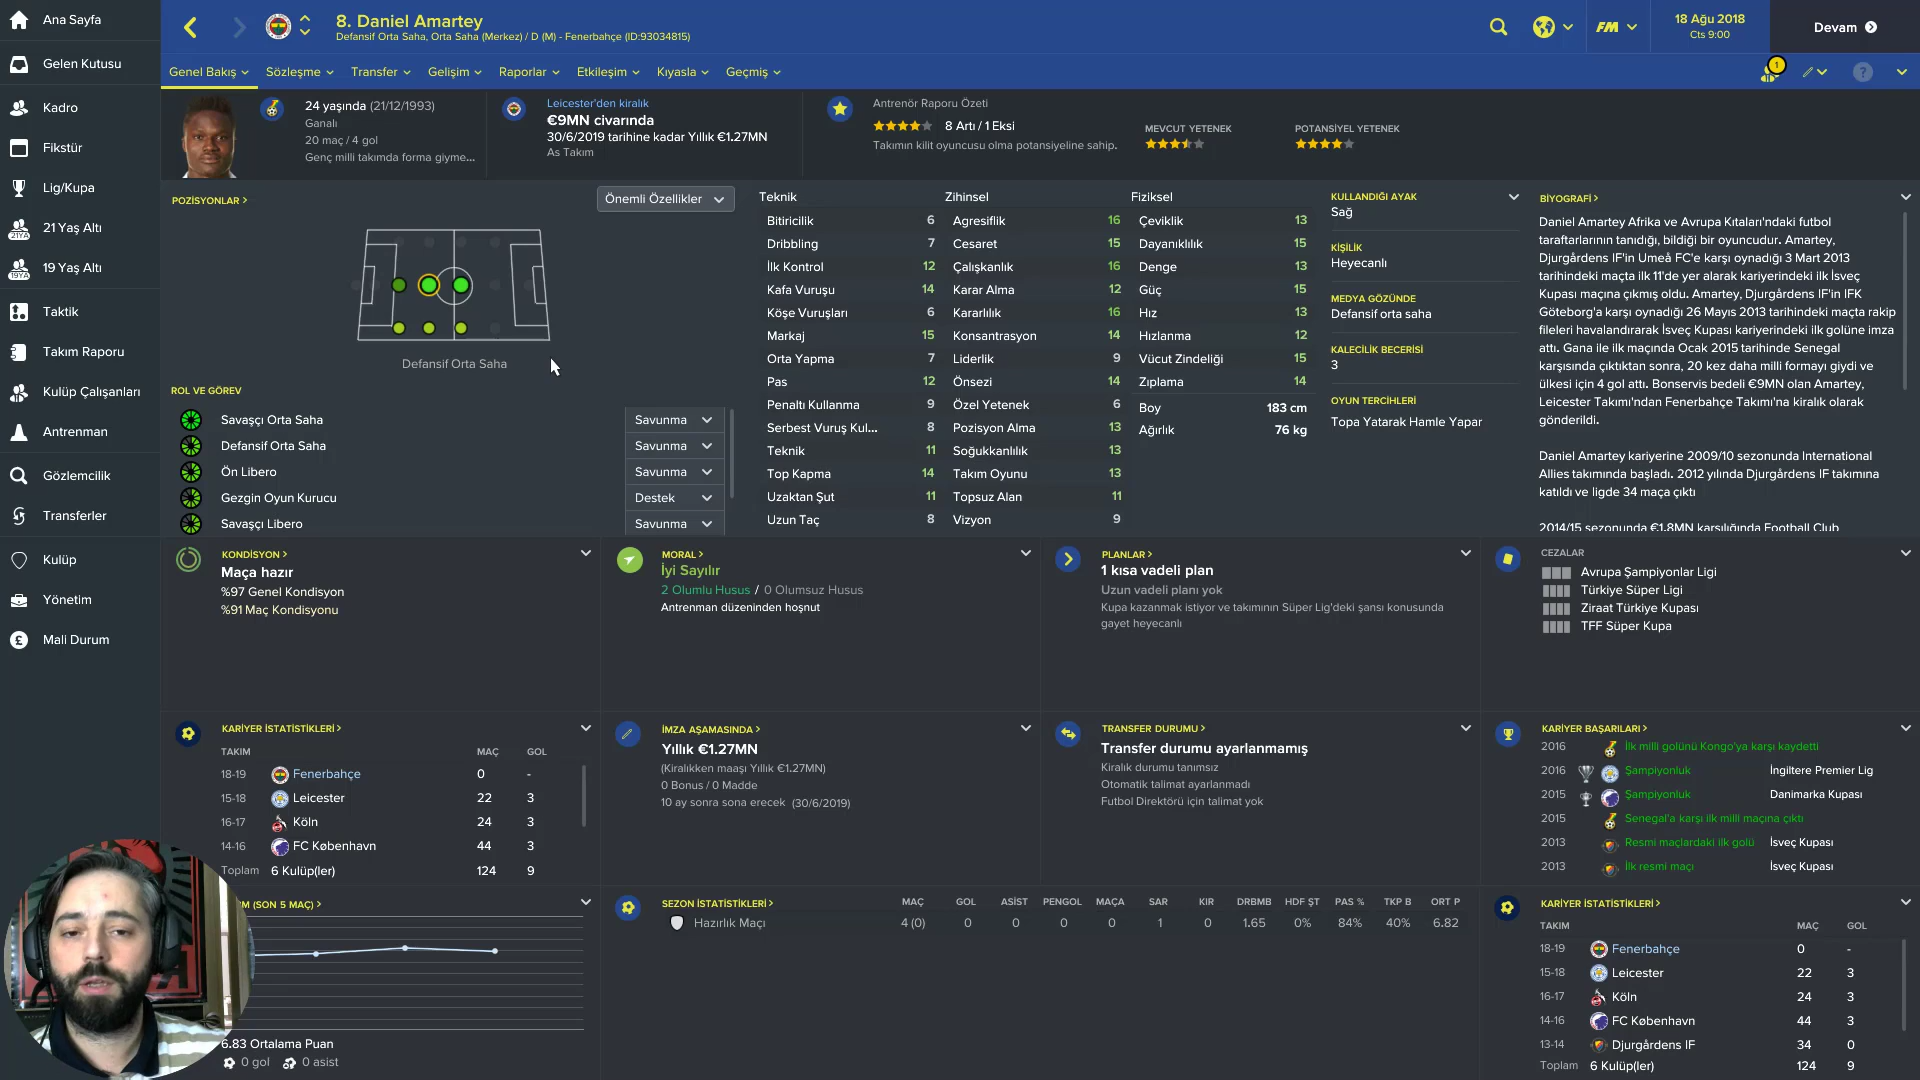 Ana Sayfa
Gelen Kutusu
Kadro
Fikstür
Lig/Kupa
21 Yaş Altı
19 Yaş Altı
Taktik
Takım Raporu
Kulüp Çalışanları
Antrenman
Gözlemcilik
Transferler
Kulüp
Yönetim
Mali Durum
8. Daniel Amartey
Defansif Orta Saha, Orta Saha (Merkez) / D (M) - Fenerbahçe (ID:93034815)
FM
18 Ağu 2018
Cts 9:00
Devam
Genel Bakış
Sözleşme
Transfer
Gelişim
Raporlar
Etkileşim
Kıyasla
Geçmiş
1
?
24 yaşında (21/12/1993)
Ganalı
20 maç / 4 gol
Genç milli takımda forma giyme...
Leicester'den kiralık
€9MN civarında
30/6/2019 tarihine kadar Yıllık €1.27MN
As Takım
Antrenör Raporu Özeti
8 Artı / 1 Eksi
Takımın kilit oyuncusu olma potansiyeline sahip.
MEVCUT YETENEK
POTANSİYEL YETENEK
POZİSYONLAR >
Önemli Özellikler
Defansif Orta Saha
ROL VE GÖREV
Savaşçı Orta Saha Savunma
Defansif Orta Saha Savunma
Ön Libero Savunma
Gezgin Oyun Kurucu Destek
Savaşçı Libero Savunma
Teknik
Bitiricilik 6
Dribbling 7
İlk Kontrol 12
Kafa Vuruşu 14
Köşe Vuruşları 6
Markaj 15
Orta Yapma 7
Pas 12
Penaltı Kullanma 9
Serbest Vuruş Kul... 8
Teknik 11
Top Kapma 14
Uzaktan Şut 11
Uzun Taç 8
Zihinsel
Agresiflik 16
Cesaret 15
Çalışkanlık 16
Karar Alma 12
Kararlılık 16
Konsantrasyon 14
Liderlik 9
Önsezi 14
Özel Yetenek 6
Pozisyon Alma 13
Soğukkanlılık 13
Takım Oyunu 13
Topsuz Alan 11
Vizyon 9
Fiziksel
Çeviklik 13
Dayanıklılık 15
Denge 13
Güç 15
Hız 13
Hızlanma 12
Vücut Zindeliği 15
Zıplama 14
Boy 183 cm
Ağırlık 76 kg
KULLANDIĞI AYAK
Sağ
KİŞİLİK
Heyecanlı
MEDYA GÖZÜNDE
Defansif orta saha
KALECİLİK BECERİSİ
3
OYUN TERCİHLERİ
Topa Yatarak Hamle Yapar
BİYOGRAFİ >
Daniel Amartey Afrika ve Avrupa Kıtaları'ndaki futbol
taraftarlarının tanıdığı, bildiği bir oyuncudur. Amartey,
Djurgårdens IF'in Umeå FC'e karşı oynadığı 3 Mart 2013
tarihindeki maçta ilk 11'de yer alarak kariyerindeki ilk İsveç
Kupası maçına çıkmış oldu. Amartey, Djurgårdens IF'in IFK
Göteborg'a karşı oynadığı 26 Mayıs 2013 tarihindeki maçta rakip
fileleri havalandırarak İsveç Kupası kariyerindeki ilk golüne imza
attı. Gana ile ilk maçında Ocak 2015 tarihinde Senegal
karşısında çıktıktan sonra, 20 kez daha milli formayı giydi ve
ülkesi için 4 gol attı. Bonservis bedeli €9MN olan Amartey,
Leicester Takımı'ndan Fenerbahçe Takımı'na kiralık olarak
gönderildi.
Daniel Amartey kariyerine 2009/10 sezonunda International
Allies takımında başladı. 2012 yılında Djurgårdens IF takımına
katıldı ve ligde 34 maça çıktı
2014/15 sezonunda €1.8MN karşılığında Football Club
KONDİSYON >
Maça hazır
%97 Genel Kondisyon
%91 Maç Kondisyonu
MORAL >
İyi Sayılır
2 Olumlu Husus / 0 Olumsuz Husus
Antrenman düzeninden hoşnut
PLANLAR >
1 kısa vadeli plan
Uzun vadeli planı yok
Kupa kazanmak istiyor ve takımının Süper Lig'deki şansı konusunda
gayet heyecanlı
CEZALAR
Avrupa Şampiyonlar Ligi
Türkiye Süper Ligi
Ziraat Türkiye Kupası
TFF Süper Kupa
KARİYER İSTATİSTİKLERİ >
TAKIM MAÇ GOL
18-19 Fenerbahçe 0 -
15-18 Leicester 22 3
16-17 Köln 24 3
14-16 FC København 44 3
Toplam 6 Kulüp(ler) 124 9
İMZA AŞAMASINDA >
Yıllık €1.27MN
(Kiralıkken maaşı Yıllık €1.27MN)
0 Bonus / 0 Madde
10 ay sonra sona erecek (30/6/2019)
TRANSFER DURUMU >
Transfer durumu ayarlanmamış
Kiralık durumu tanımsız
Otomatik talimat ayarlanmadı
Futbol Direktörü için talimat yok
KARİYER BAŞARILARI >
2016 İlk milli golünü Kongo'ya karşı kaydetti
2016 Şampiyonluk İngiltere Premier Lig
2015 Şampiyonluk Danimarka Kupası
2015 Senegal'a karşı ilk milli maçına çıktı
2013 Resmi maçlardaki ilk golü İsveç Kupası
2013 İlk resmi maçı İsveç Kupası
(SON 5 MAÇ) >
6.83 Ortalama Puan
0 gol 0 asist
SEZON İSTATİSTİKLERİ > MAÇ GOL ASİST PENGOL MAÇA SAR KIR DRBMB HDF ŞT PAS % TKP B ORT P
Hazırlık Maçı 4 (0) 0 0 0 0 1 0 1.65 0% 84% 40% 6.82
KARİYER İSTATİSTİKLERİ >
TAKIM MAÇ GOL
18-19 Fenerbahçe 0 -
15-18 Leicester 22 3
16-17 Köln 24 3
14-16 FC København 44 3
13-14 Djurgårdens IF 34 0
Toplam 6 Kulüp(ler) 124 9